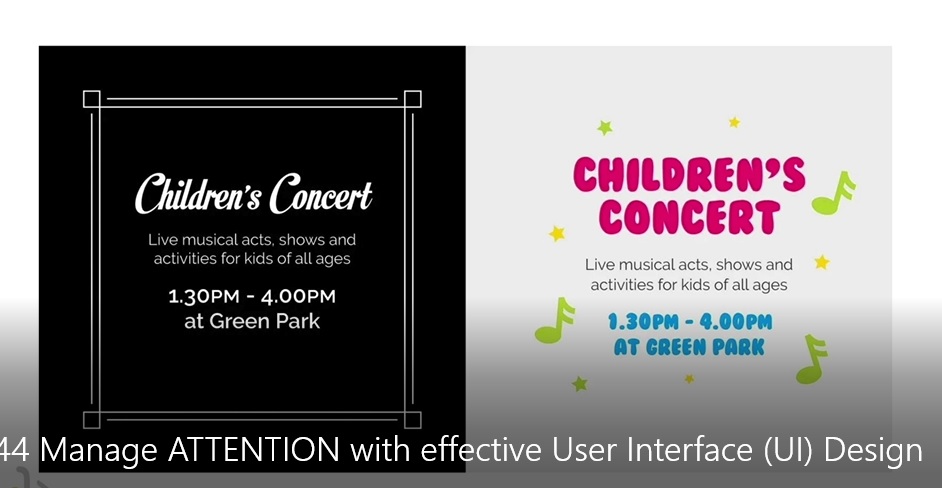 Children's Concert
Live musical acts, shows and
activities for kids of all ages
1.30PM - 4.00PM
at Green Park
CHILDREN'S
CONCERT
Live musical acts, shows and
activities for kids of all ages
1.30PM - 4.00PM
AT GREEN PARK
44 Manage ATTENTION with effective User Interface (UI) Design